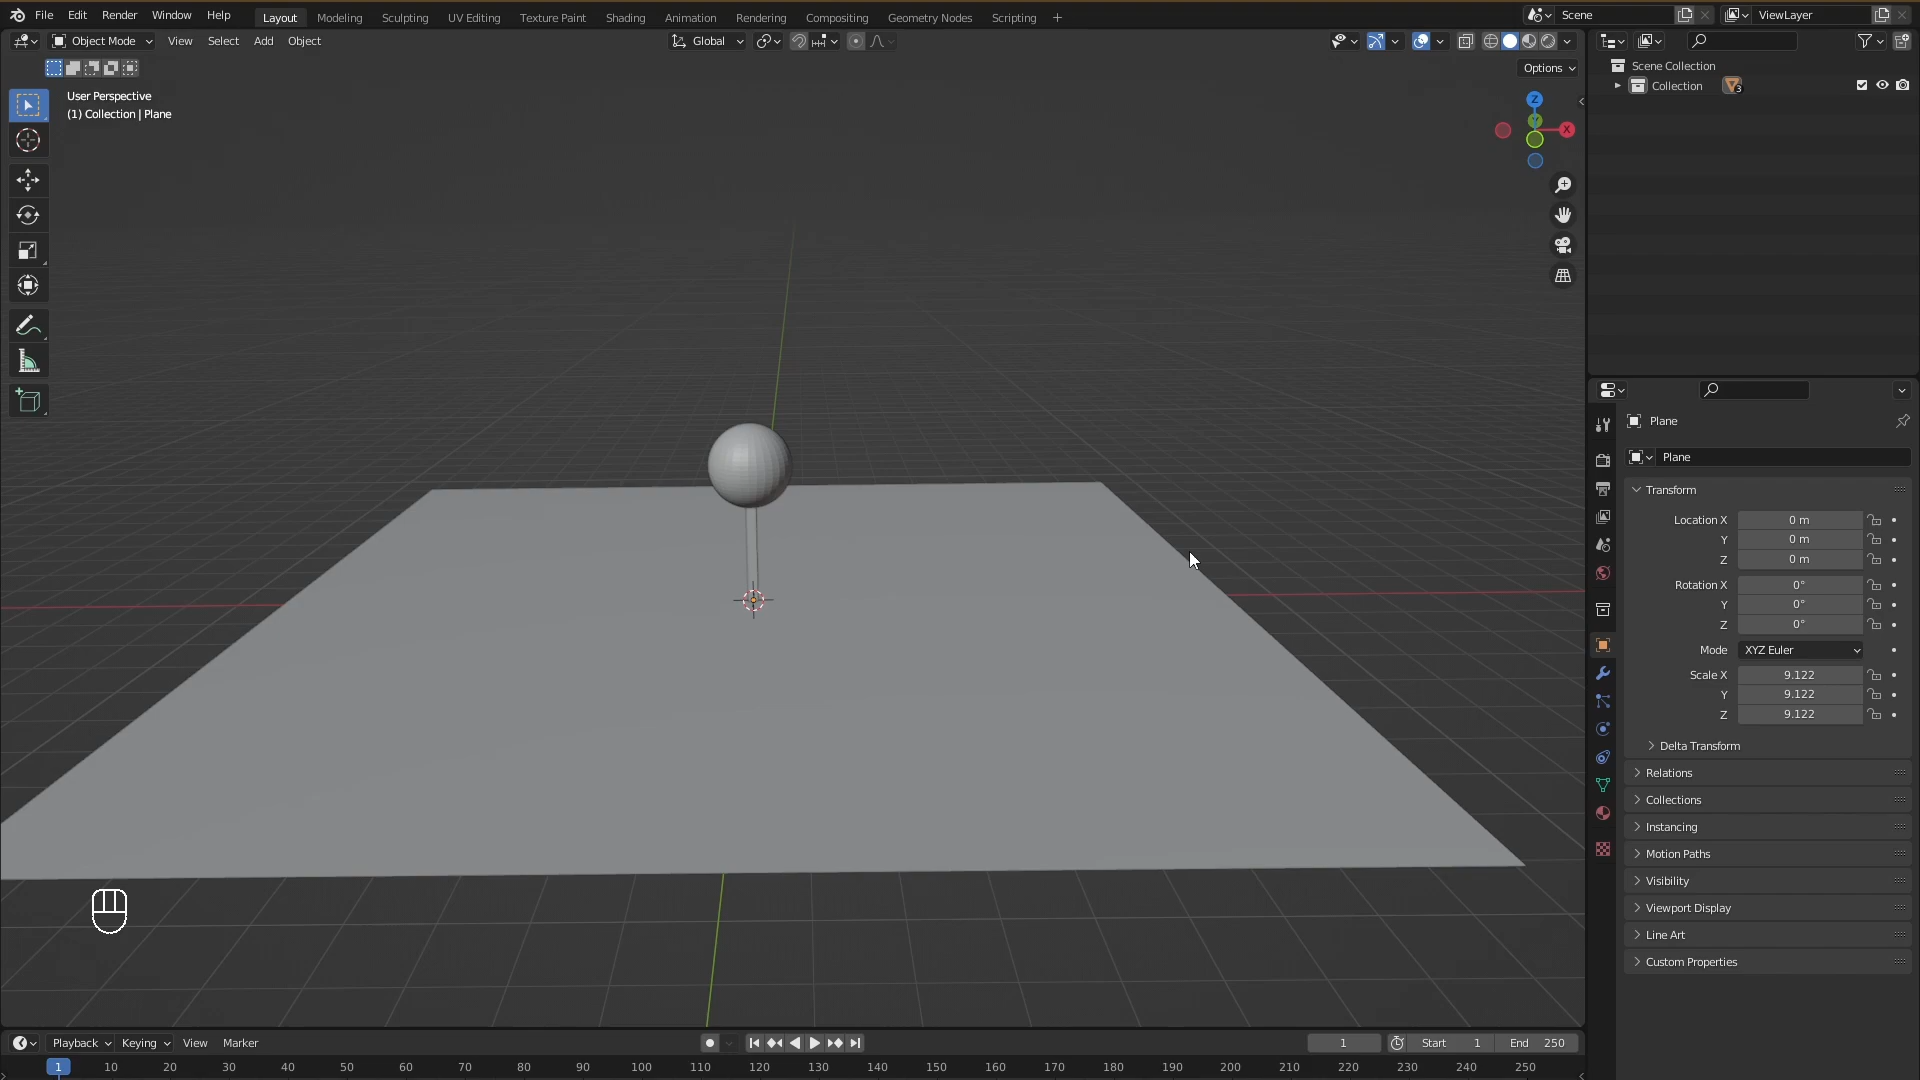 File Edit Render Window Help Layout Modeling Sculpting UV Editing Texture Paint Shading Animation Rendering Compositing Geometry Nodes Scripting + Scene ViewLayer
Object Mode View Select Add Object Global
Options
User Perspective
(1) Collection | Plane
Z
X
Scene Collection
Collection 3
Plane
Plane
Transform
Location X 0 m
Y 0 m
Z 0 m
Rotation X 0°
Y 0°
Z 0°
Mode XYZ Euler
Scale X 9.122
Y 9.122
Z 9.122
Delta Transform
Relations
Collections
Instancing
Motion Paths
Visibility
Viewport Display
Line Art
Custom Properties
Playback Keying View Marker 1 Start 1 End 250
1 10 20 30 40 50 60 70 80 90 100 110 120 130 140 150 160 170 180 190 200 210 220 230 240 250